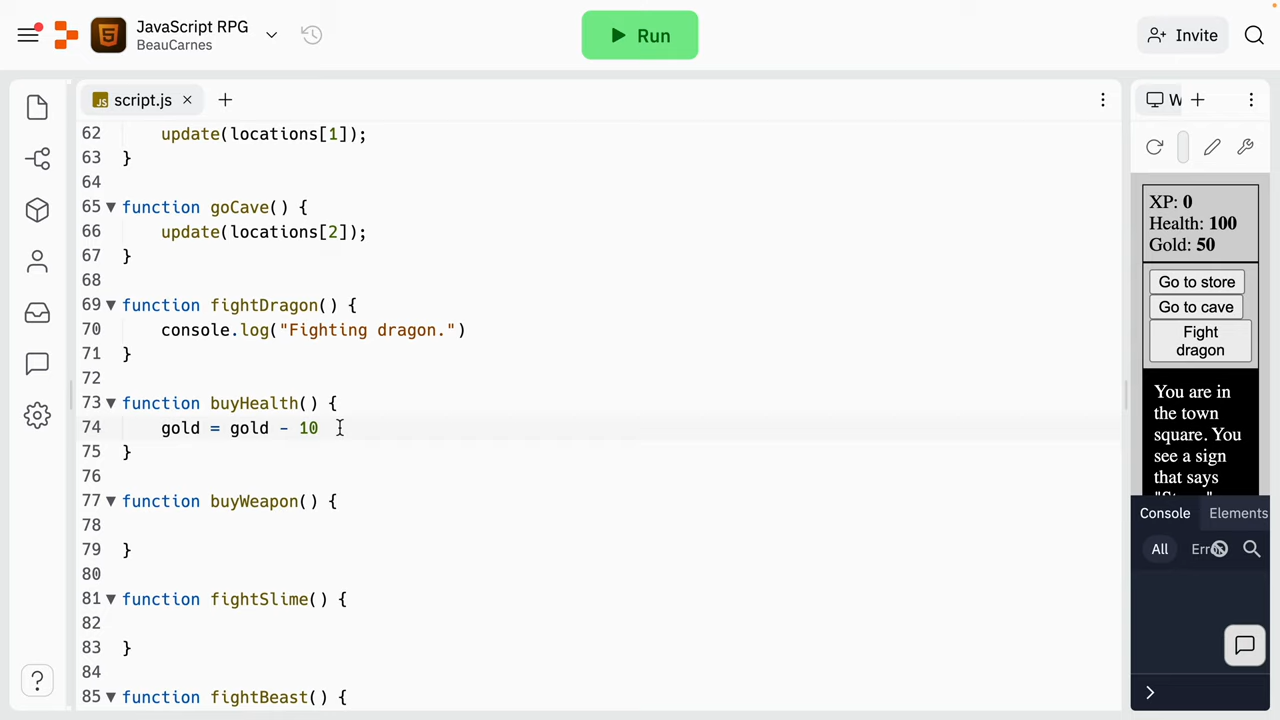 JavaScript RPG
BeauCarnes
Run
Invite
JS script.js
W
62 update(locations[1]);
63 }
64
65 function goCave() {
66 update(locations[2]);
67 }
68
69 function fightDragon() {
70 console.log("Fighting dragon.")
71 }
72
73 function buyHealth() {
74 gold = gold - 10
75 }
76
77 function buyWeapon() {
78
79 }
80
81 function fightSlime() {
82
83 }
84
85 function fightBeast() {
XP: 0
Health: 100
Gold: 50
Go to store
Go to cave
Fight
dragon
You are in
the town
square. You
see a sign
that says
Console Elements
All